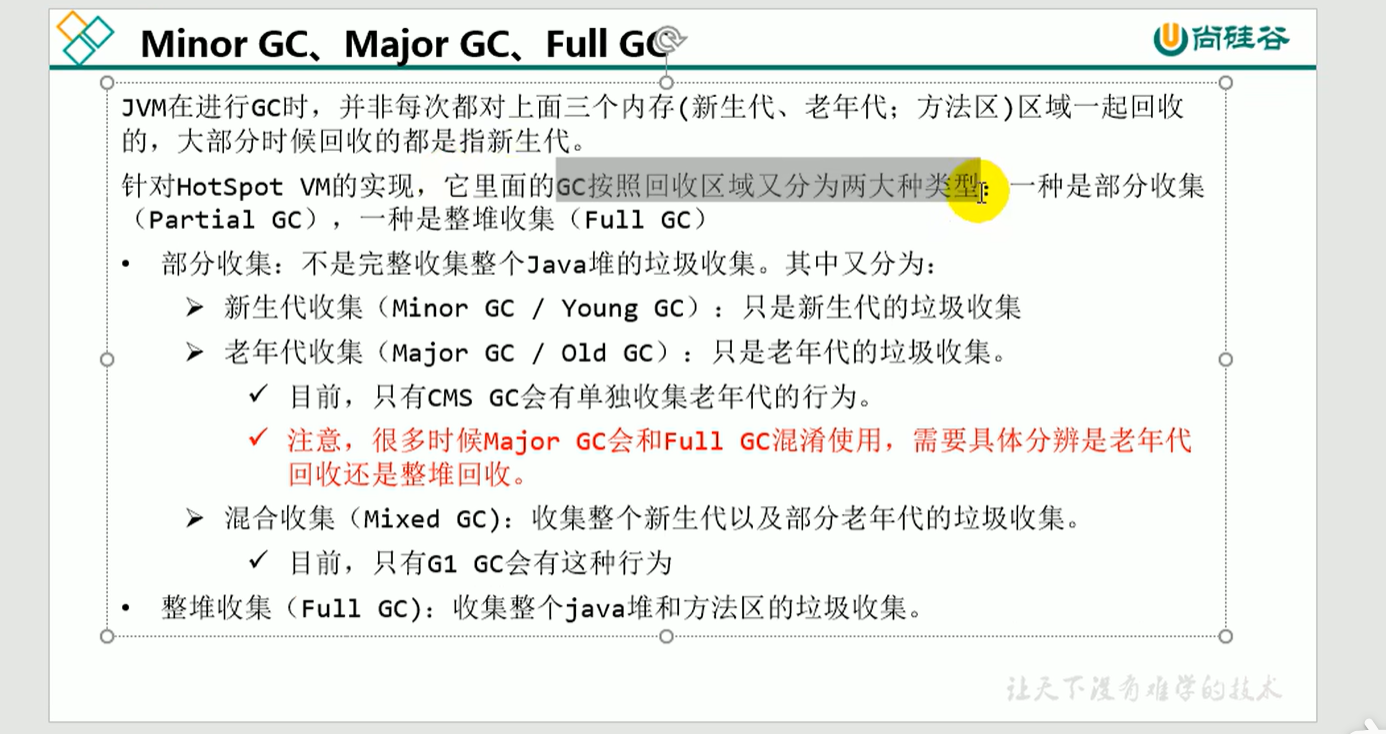 Minor GC、Major GC、Full GC
尚硅谷
JVM在进行GC时，并非每次都对上面三个内存(新生代、老年代；方法区)区域一起回收
的，大部分时候回收的都是指新生代。
针对HotSpot VM的实现，它里面的GC按照回收区域又分为两大种类型：一种是部分收集
（Partial GC），一种是整堆收集（Full GC）
• 部分收集：不是完整收集整个Java堆的垃圾收集。其中又分为：
➢ 新生代收集（Minor GC / Young GC）：只是新生代的垃圾收集
➢ 老年代收集（Major GC / Old GC）：只是老年代的垃圾收集。
✓ 目前，只有CMS GC会有单独收集老年代的行为。
✓ 注意，很多时候Major GC会和Full GC混淆使用，需要具体分辨是老年代
回收还是整堆回收。
➢ 混合收集（Mixed GC)：收集整个新生代以及部分老年代的垃圾收集。
✓ 目前，只有G1 GC会有这种行为
• 整堆收集（Full GC)：收集整个java堆和方法区的垃圾收集。
让天下没有难学的技术